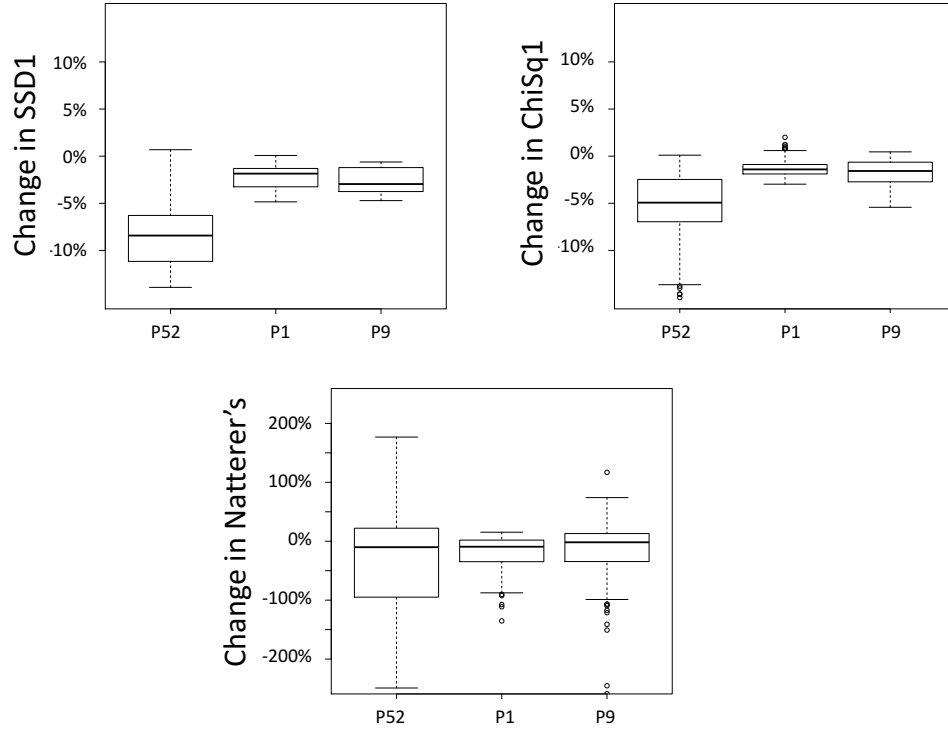 Change in SSD1
10%
5%
0%
-5%
-10%
P52 P1 P9
Change in ChiSq1
10%
5%
0%
-5%
-10%
P52 P1 P9
Change in Natterer’s
200%
100%
0%
-100%
-200%
P52 P1 P9